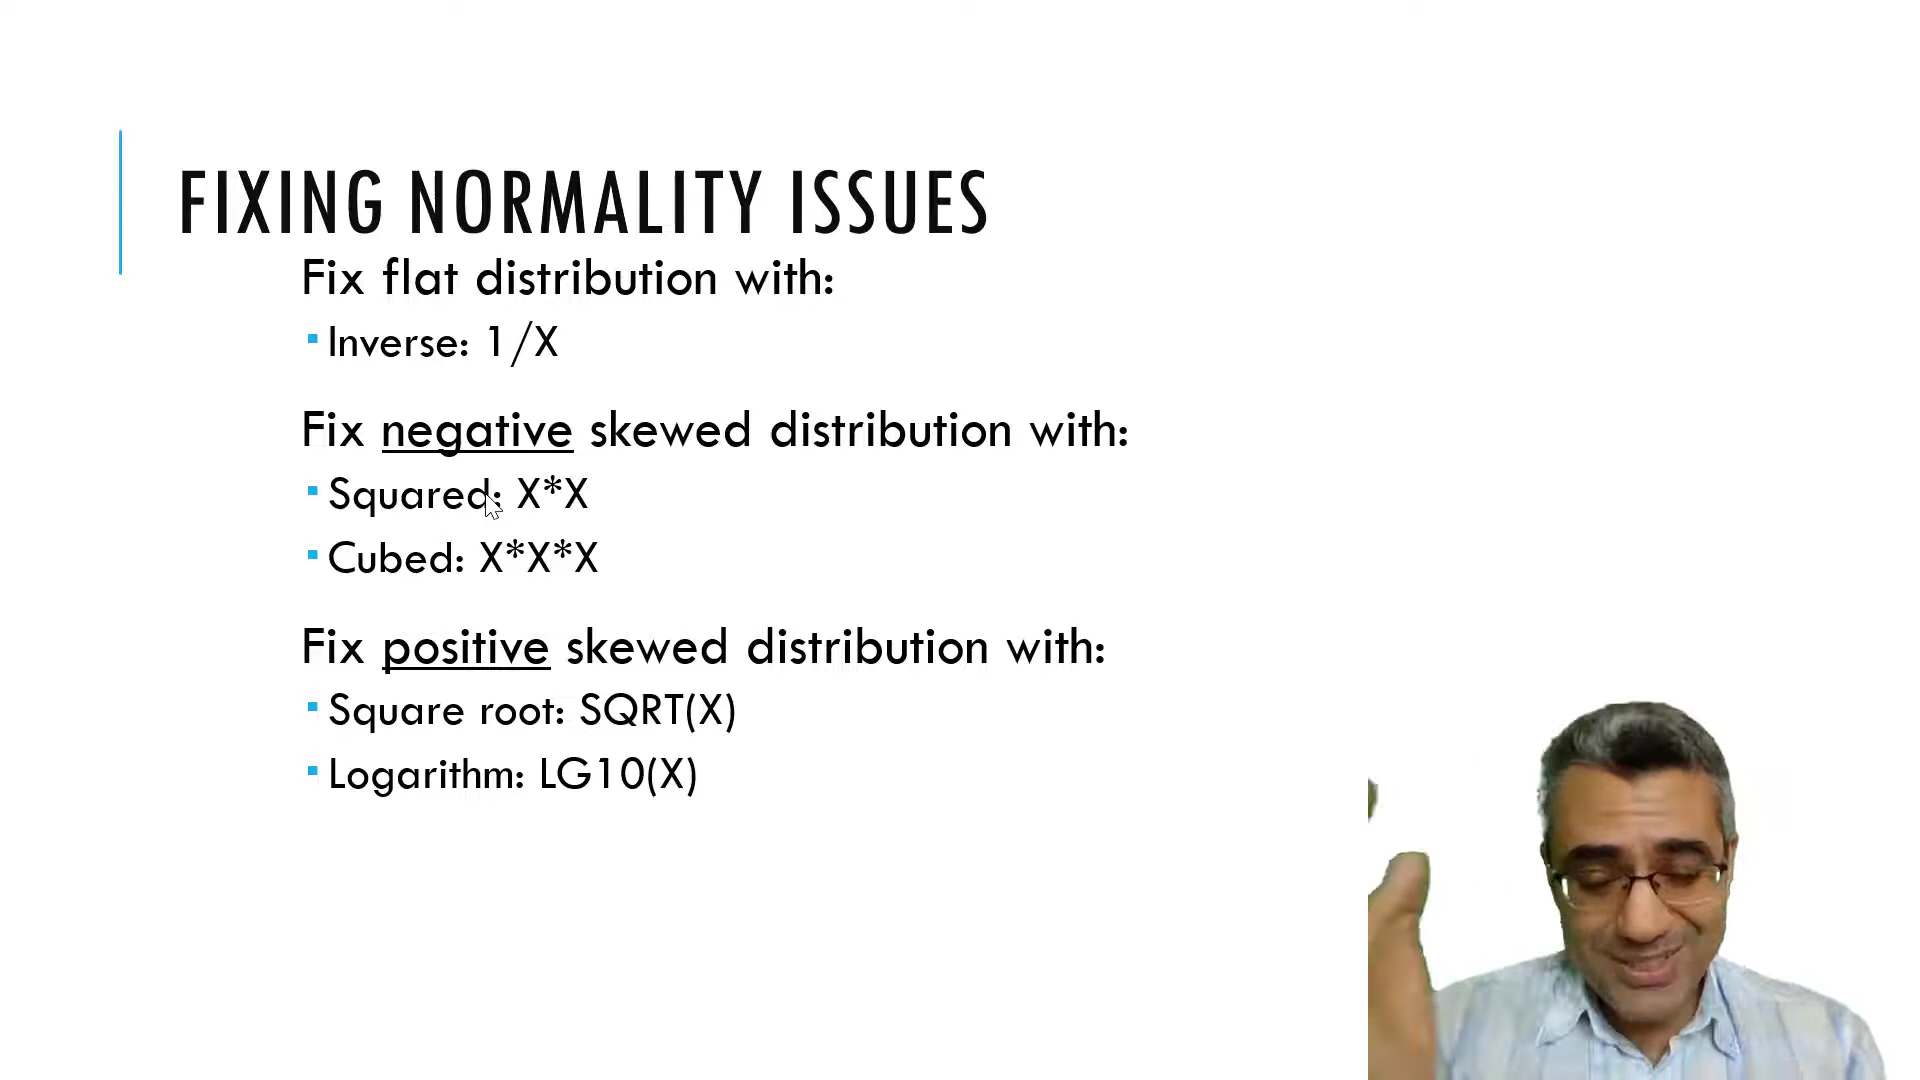 FIXING NORMALITY ISSUES
Fix flat distribution with:
Inverse: 1/X
Fix negative skewed distribution with:
Squared: X*X
Cubed: X*X*X
Fix positive skewed distribution with:
Square root: SQRT(X)
Logarithm: LG10(X)